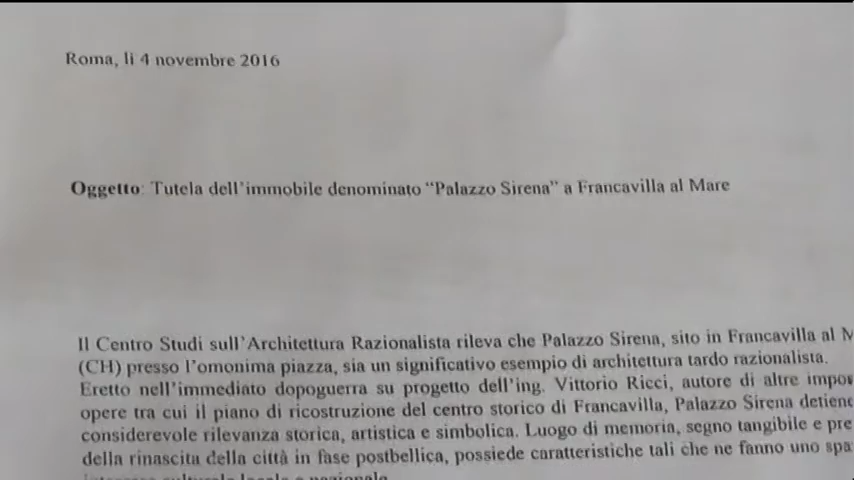 Roma, lì 4 novembre 2016
Oggetto: Tutela dell'immobile denominato "Palazzo Sirena" a Francavilla al Mare
Il Centro Studi sull'Architettura Razionalista rileva che Palazzo Sirena, sito in Francavilla al M
(CH) presso l'omonima piazza, sia un significativo esempio di architettura tardo razionalista.
Eretto nell'immediato dopoguerra su progetto dell'ing. Vittorio Ricci, autore di altre impor
opere tra cui il piano di ricostruzione del centro storico di Francavilla, Palazzo Sirena detiene
considerevole rilevanza storica, artistica e simbolica. Luogo di memoria, segno tangibile e pre
della rinascita della città in fase postbellica, possiede caratteristiche tali che ne fanno uno spa